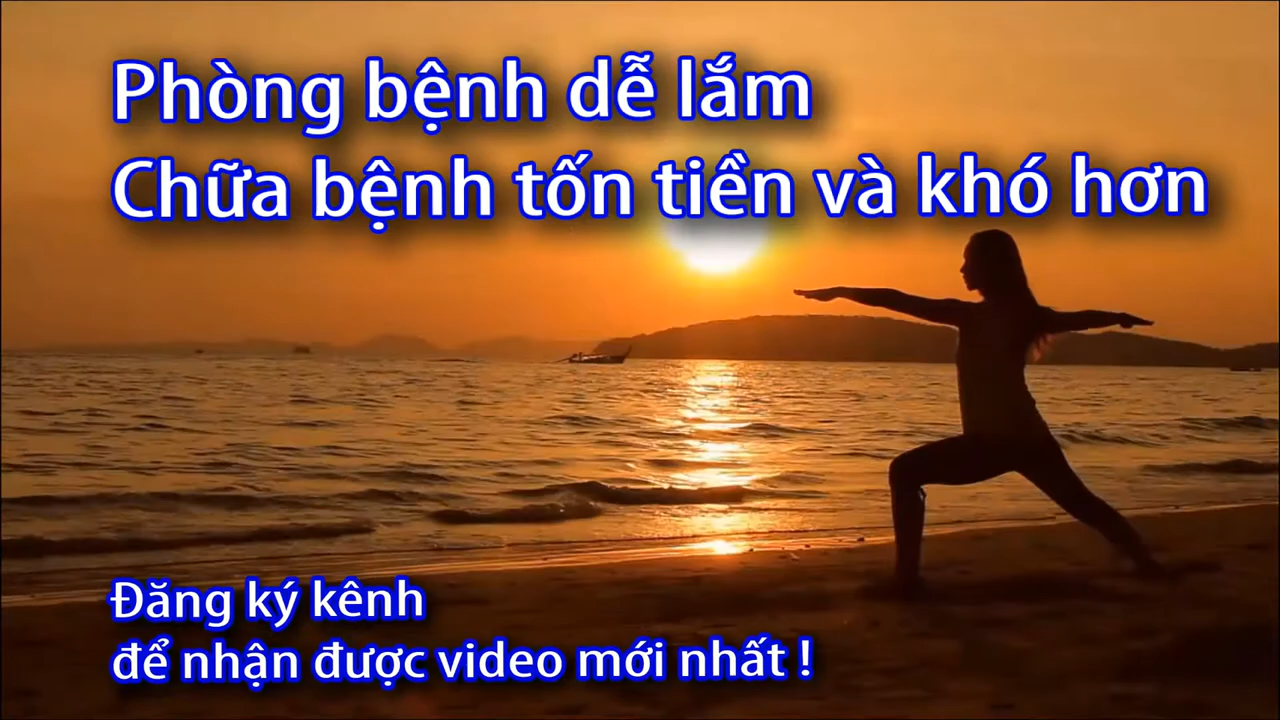 Phòng bệnh dễ lắm
Chữa bệnh tốn tiền và khó hơn
Đăng ký kênh
để nhận được video mới nhất !